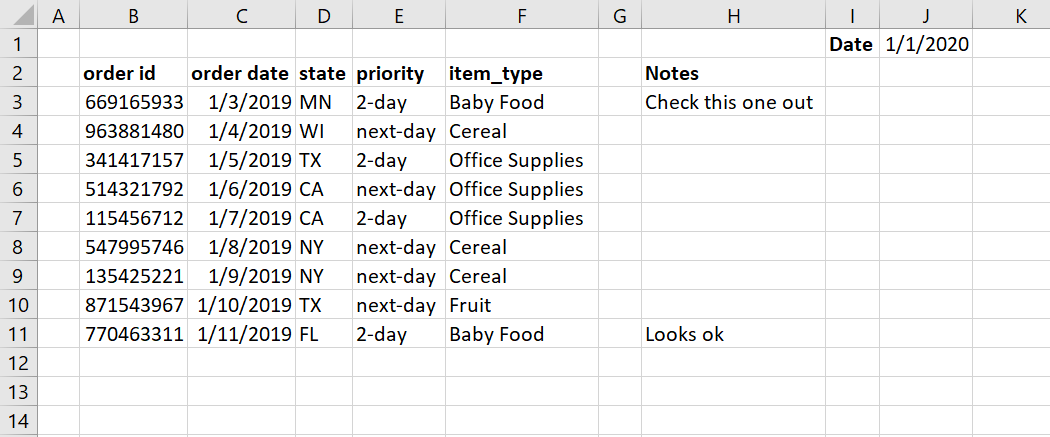 A B C D E F G H I J K
1 Date 1/1/2020
2 order id order date state priority item_type Notes
3 669165933 1/3/2019 MN 2-day Baby Food Check this one out
4 963881480 1/4/2019 WI next-day Cereal
5 341417157 1/5/2019 TX 2-day Office Supplies
6 514321792 1/6/2019 CA next-day Office Supplies
7 115456712 1/7/2019 CA 2-day Office Supplies
8 547995746 1/8/2019 NY next-day Cereal
9 135425221 1/9/2019 NY next-day Cereal
10 871543967 1/10/2019 TX next-day Fruit
11 770463311 1/11/2019 FL 2-day Baby Food Looks ok
12
13
14